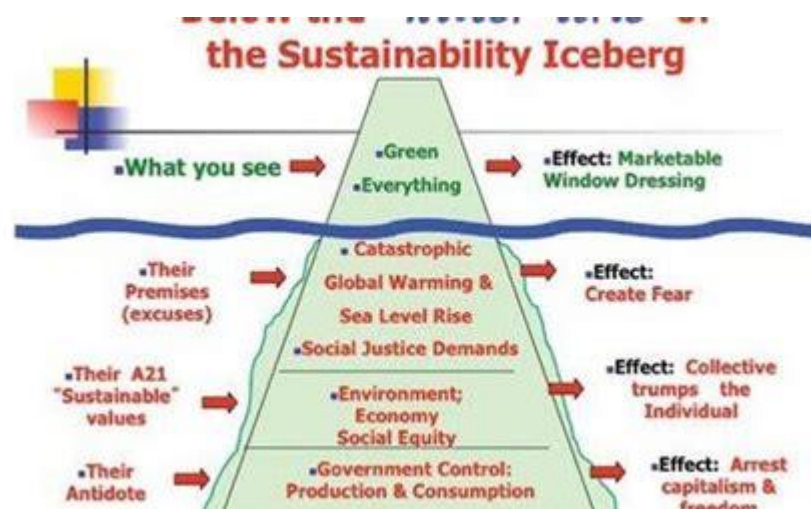 the Sustainability Iceberg
▪What you see
▪Green
▪Everything
▪Effect: Marketable
Window Dressing
▪Their
Premises
(excuses)
▪ Catastrophic
Global Warming &
Sea Level Rise
▪Social Justice Demands
▪Effect:
Create Fear
▪Their A21
"Sustainable"
values
▪Environment;
Economy
Social Equity
▪Effect: Collective
trumps the
Individual
▪Their
Antidote
▪Government Control:
Production & Consumption
▪Effect: Arrest
capitalism &